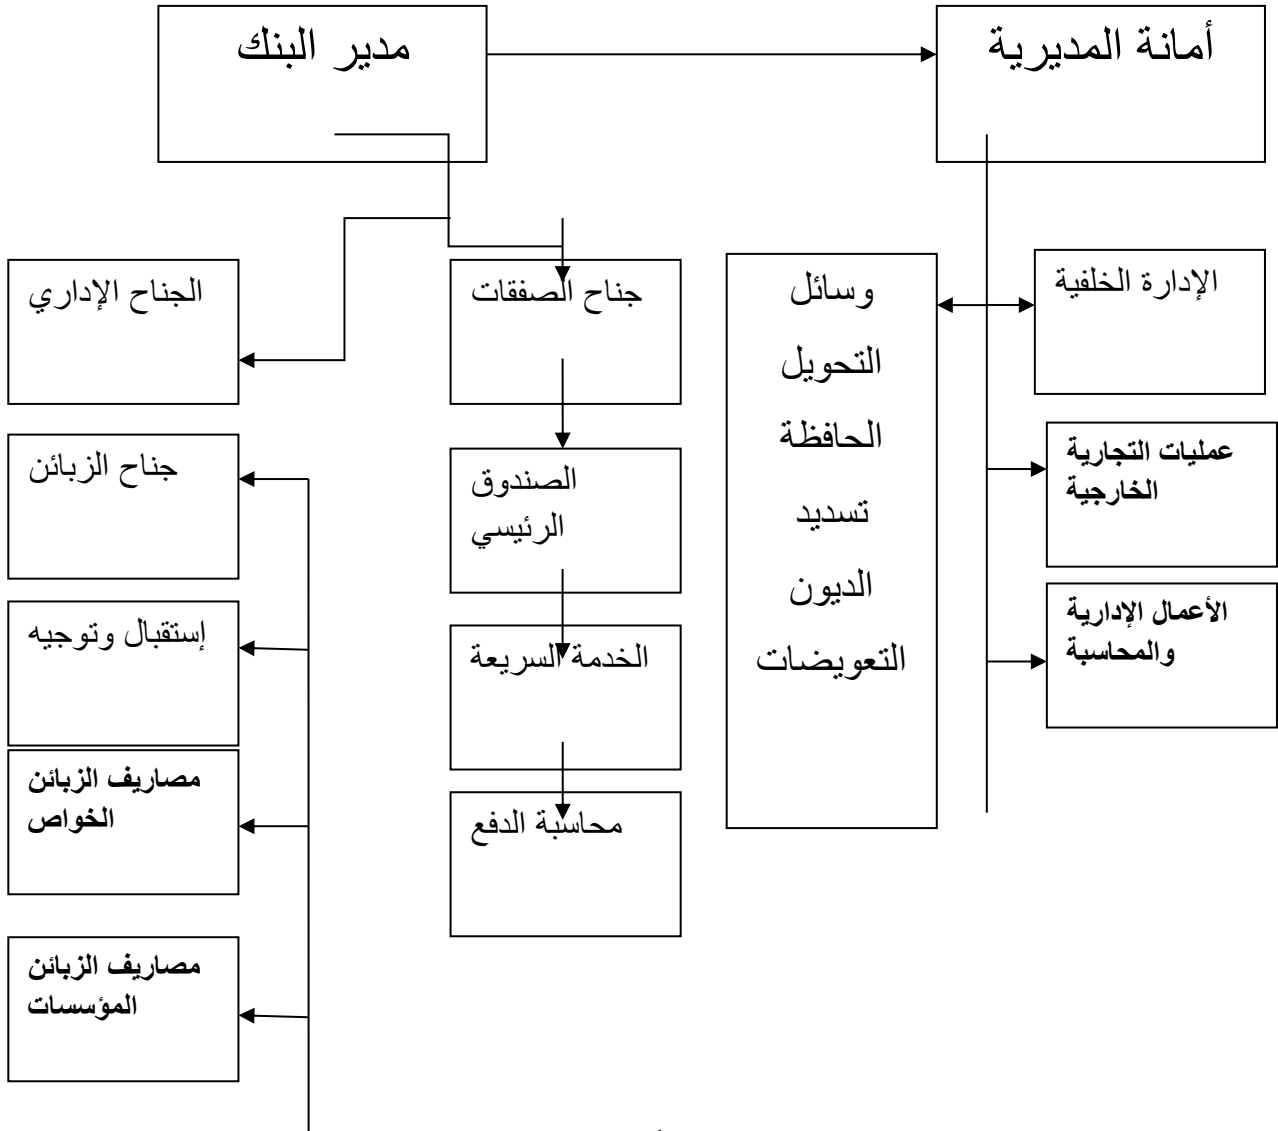 أمانة المديرية
مدير البنك
الإدارة الخلفية
وسائل
التحويل
الحافظة
تسديد
الديون
التعويضات
جناح الصفقات
الجناح الإداري
عمليات التجارية
الخارجية
الصندوق
الرئيسي
جناح الزبائن
الأعمال الإدارية
والمحاسبة
الخدمة السريعة
إستقبال وتوجيه
محاسبة الدفع
مصاريف الزبائن
الخواص
مصاريف الزبائن
المؤسسات